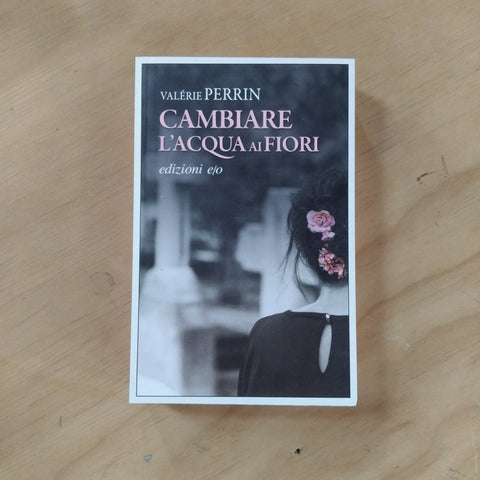 VALÉRIE PERRIN
CAMBIARE
L'ACQUA AI FIORI
edizioni e/o